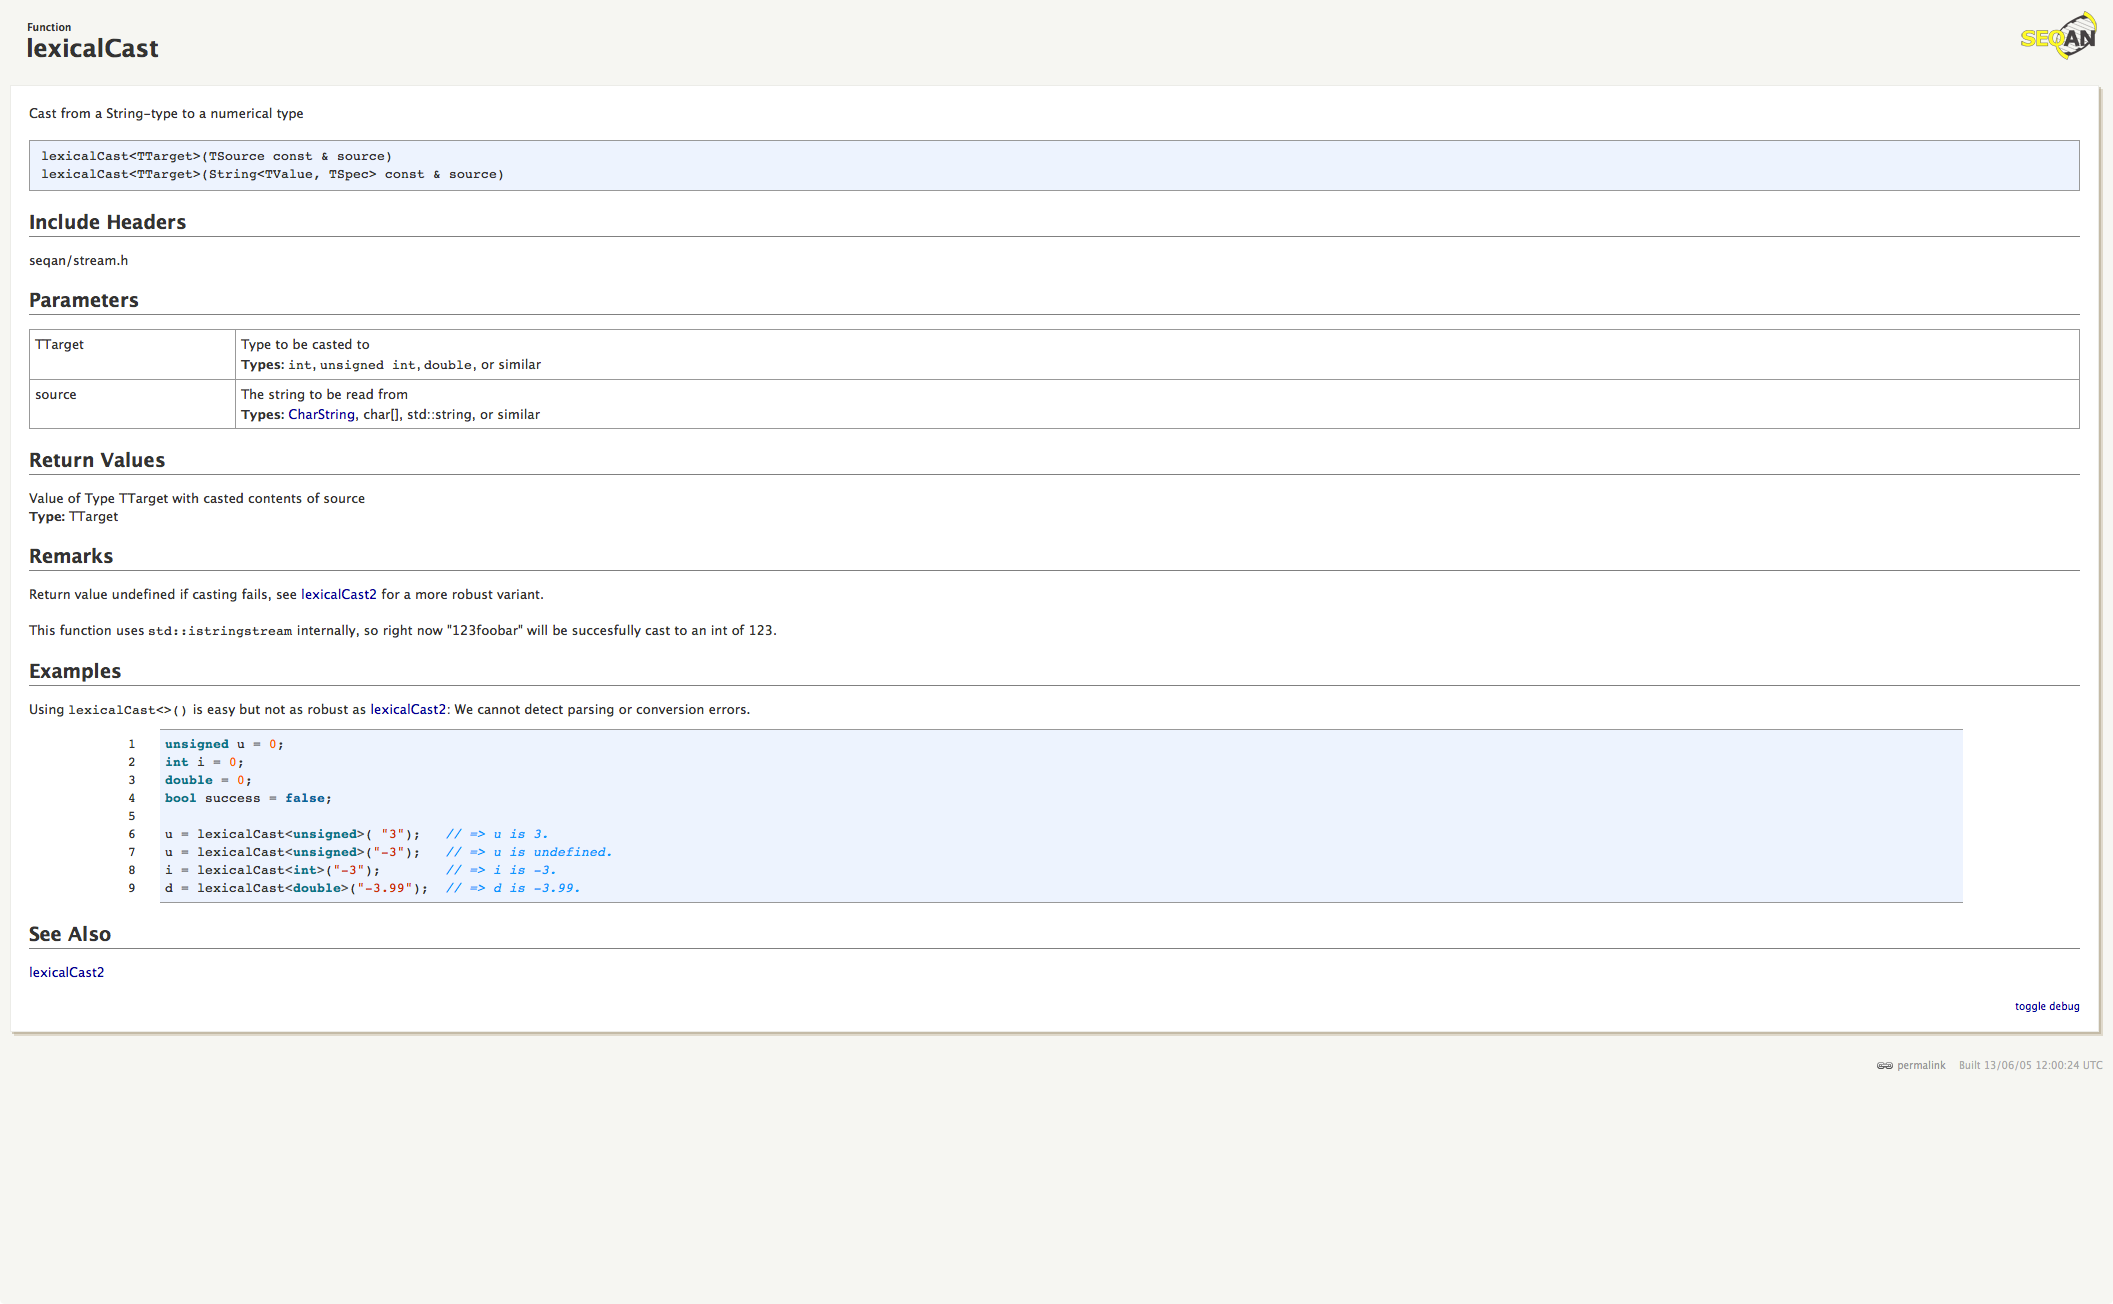 Function
lexicalCast
SEQAN
Cast from a String-type to a numerical type
lexicalCast<TTarget>(TSource const & source)
lexicalCast<TTarget>(String<TValue, TSpec> const & source)
Include Headers
seqan/stream.h
Parameters
TTarget
Type to be casted to
Types: int, unsigned int, double, or similar
source
The string to be read from
Types: CharString, char[], std::string, or similar
Return Values
Value of Type TTarget with casted contents of source
Type: TTarget
Remarks
Return value undefined if casting fails, see lexicalCast2 for a more robust variant.
This function uses std::istringstream internally, so right now "123foobar" will be succesfully cast to an int of 123.
Examples
Using lexicalCast<>() is easy but not as robust as lexicalCast2: We cannot detect parsing or conversion errors.
1 unsigned u = 0;
2 int i = 0;
3 double = 0;
4 bool success = false;
5
6 u = lexicalCast<unsigned>( "3");   // => u is 3.
7 u = lexicalCast<unsigned>("-3");   // => u is undefined.
8 i = lexicalCast<int>("-3");        // => i is -3.
9 d = lexicalCast<double>("-3.99");  // => d is -3.99.
See Also
lexicalCast2
toggle debug
permalink Built 13/06/05 12:00:24 UTC